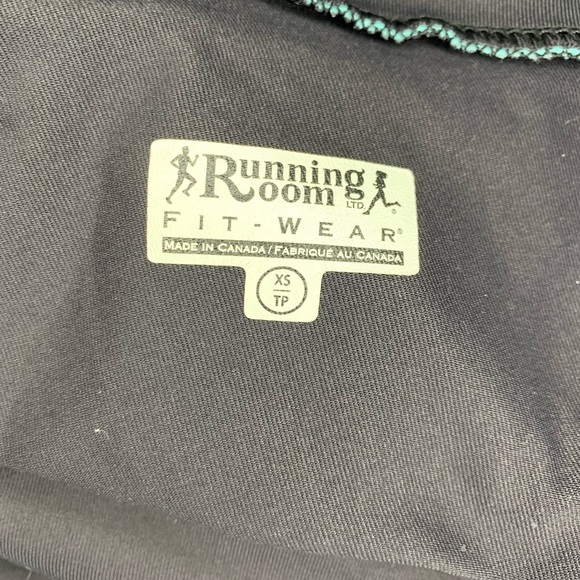 Running
Room LTD.
FIT-WEAR®
MADE IN CANADA / FABRIQUÉ AU CANADA
XS
TP